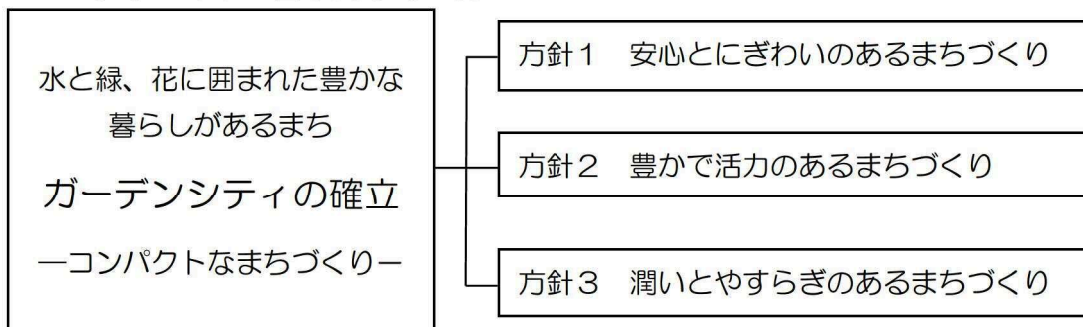 水と緑、花に囲まれた豊かな
暮らしがあるまち
ガーデンシティの確立
―コンパクトなまちづくり―
方針1　安心とにぎわいのあるまちづくり
方針2　豊かで活力のあるまちづくり
方針3　潤いとやすらぎのあるまちづくり